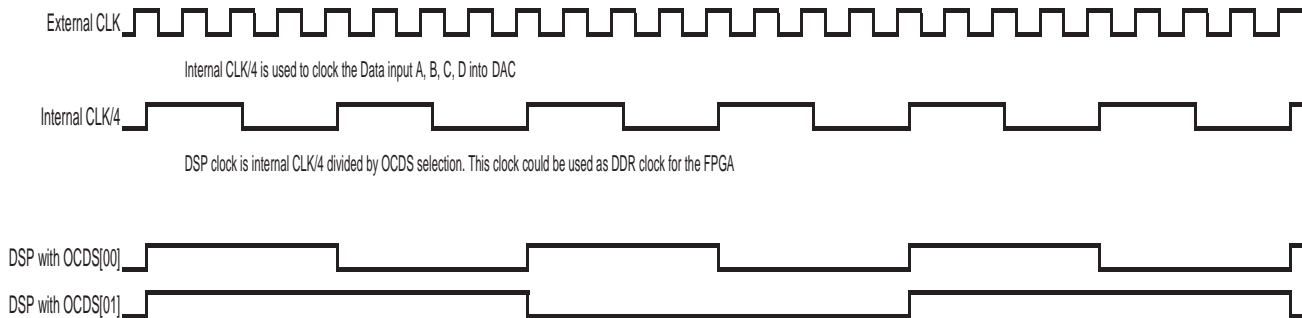 External CLK
Internal CLK/4 is used to clock the Data input A, B, C, D into DAC
Internal CLK/4
DSP clock is internal CLK/4 divided by OCDS selection. This clock could be used as DDR clock for the FPGA
DSP with OCDS[00]
DSP with OCDS[01]